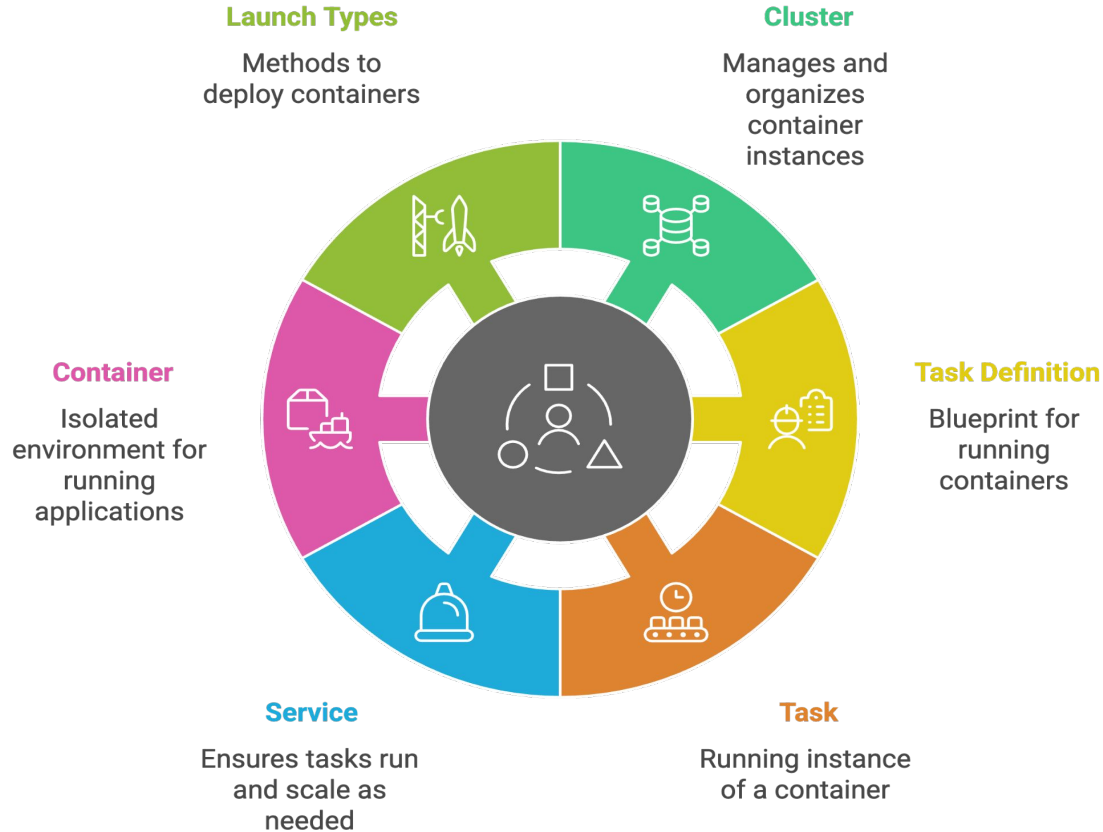 Launch Types
Methods to
deploy containers
Cluster
Manages and
organizes
container
instances
Task Definition
Blueprint for
running
containers
Task
Running instance
of a container
Service
Ensures tasks run
and scale as
needed
Container
Isolated
environment for
running
applications